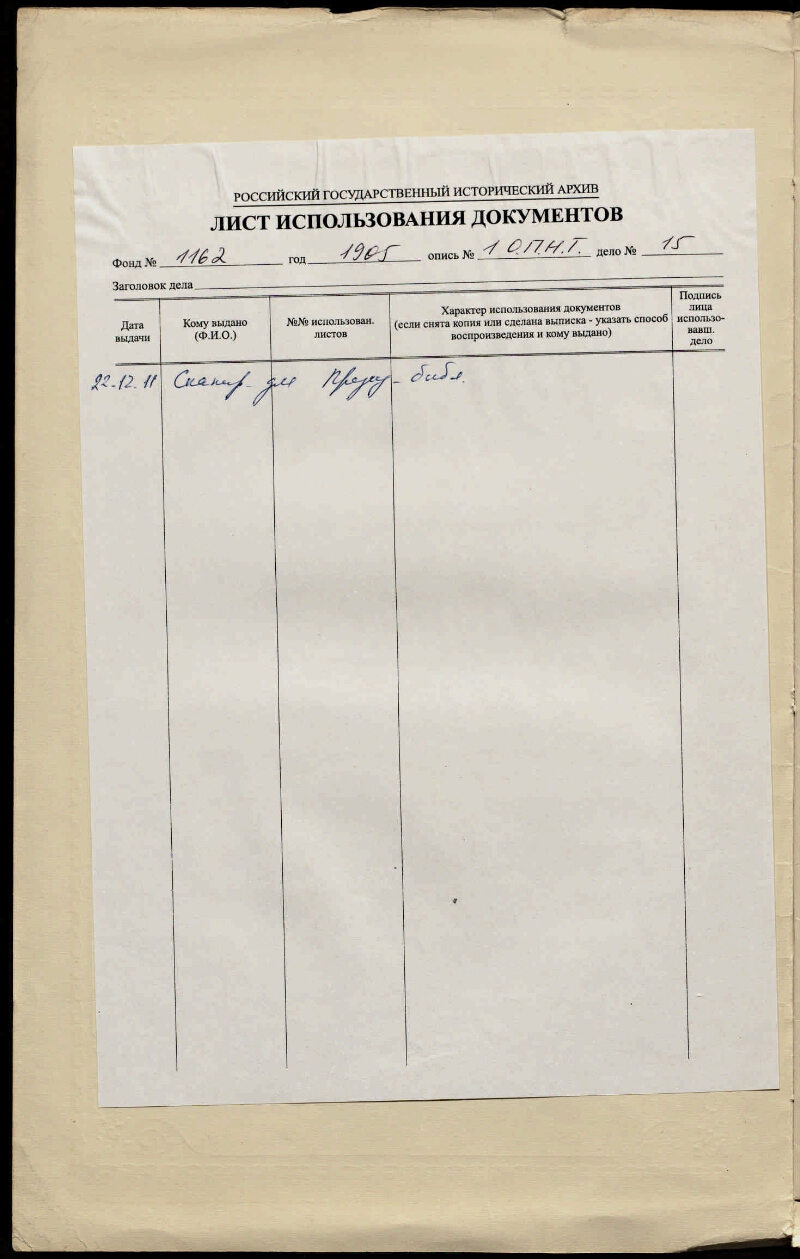 РОССИЙСКИЙ ГОСУДАРСТВЕННЫЙ ИСТОРИЧЕСКИЙ АРХИВ
ЛИСТ ИСПОЛЬЗОВАНИЯ ДОКУМЕНТОВ
Фонд № 1162 год 1905 опись № 1 О.П.Н.Т. дело № 15
Заголовок дела
Дата
выдачи
Кому выдано
(Ф.И.О.)
№№ использован.
листов
Характер использования документов
(если снята копия или сделана выписка - указать способ
воспроизведения и кому выдано)
Подпись
лица
использо-
вавш.
дело
22.12.11 Сканир. для През. библ.